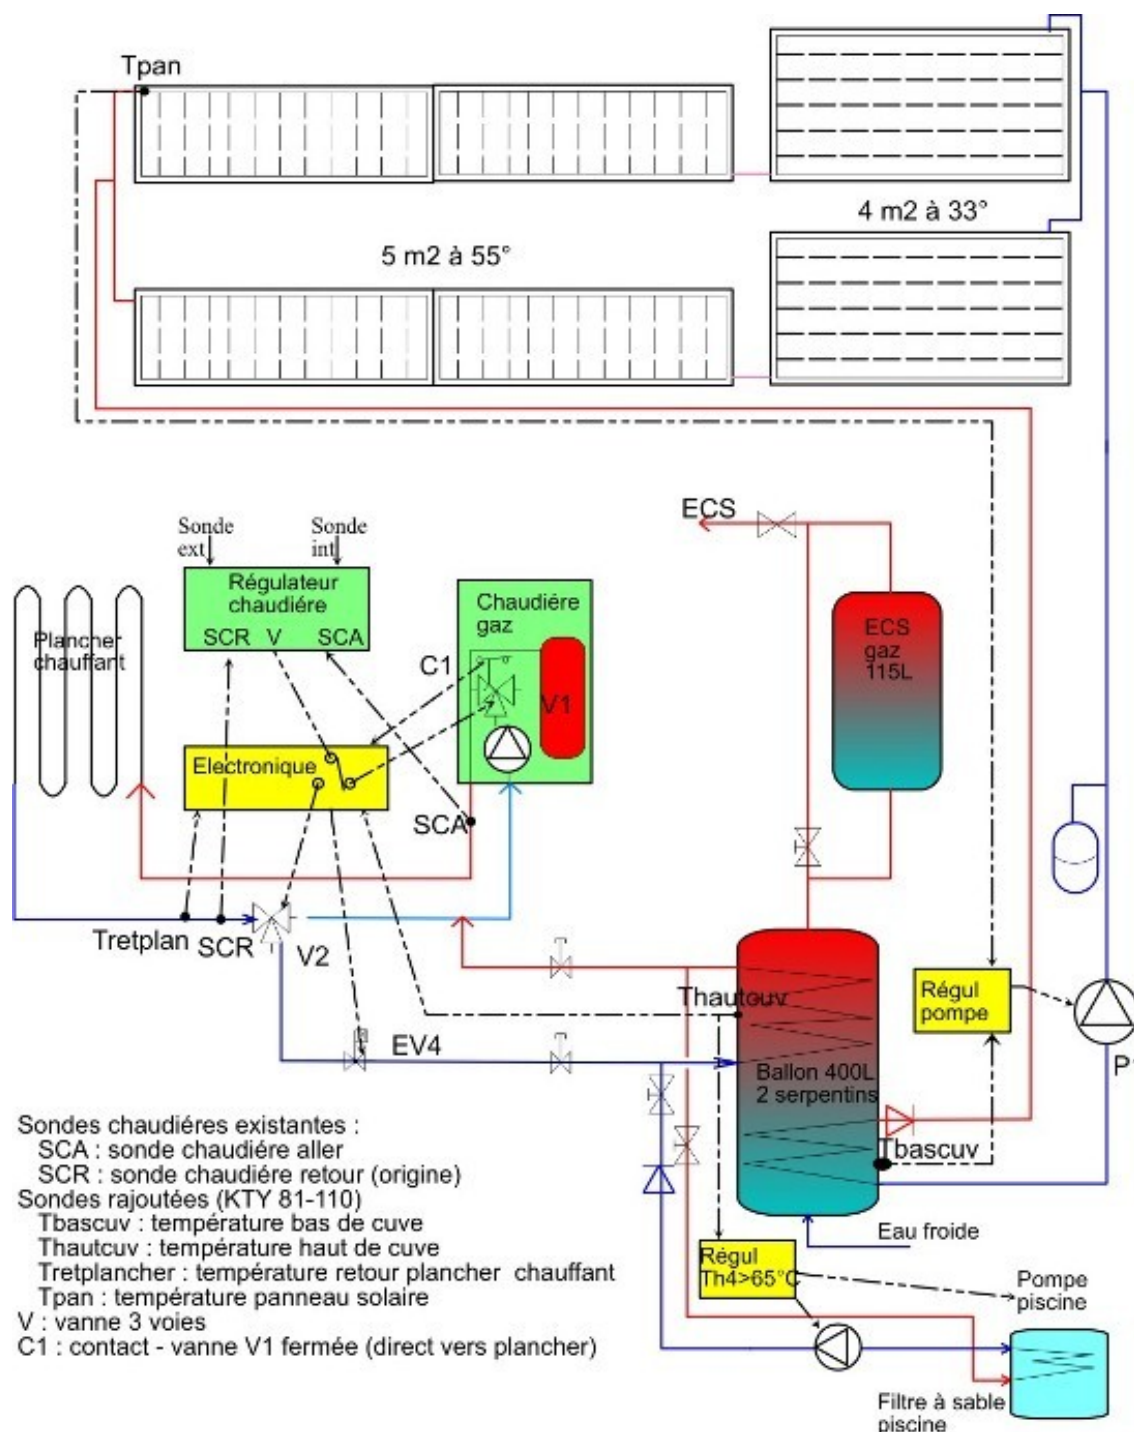 Tpan
4 m2 à 33°
5 m2 à 55°
ECS
Sonde
ext
Sonde
int
Régulateur
chaudiére
SCR V SCA
Chaudiére
gaz
C1
V1
ECS
gaz
115L
Plancher
chauffant
Electronique
SCA
Tretplan
SCR
V2
Thautcuv
Régul
pompe
EV4
Ballon 400L
2 serpentins
P
Tbascuv
Sondes chaudiéres existantes :
SCA : sonde chaudiére aller
SCR : sonde chaudiére retour (origine)
Sondes rajoutées (KTY 81-110)
Tbascuv : température bas de cuve
Thautcuv : température haut de cuve
Tretplancher : température retour plancher chauffant
Tpan : température panneau solaire
V : vanne 3 voies
C1 : contact - vanne V1 fermée (direct vers plancher)
Eau froide
Régul
Th4>65°C
Pompe
piscine
Filtre à sable
piscine